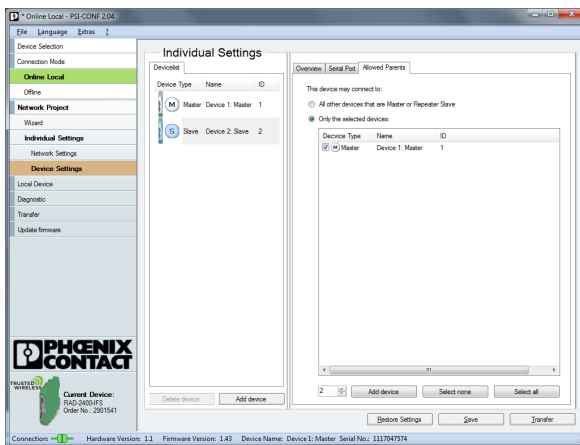 * Online Local - PSI-CONF 2.04
File Language Extras ?
Device Selection
Connection Mode
Online Local
Offline
Network Project
Wizard
Individual Settings
Network Settings
Device Settings
Local Device
Diagnostic
Transfer
Update firmware
PHOENIX
CONTACT
TRUSTED
WIRELESS
Current Device:
RAD-2400-IFS
Order No.: 2901541
Individual Settings
Devicelist
Device Type Name ID
M Master Device 1: Master 1
S Slave Device 2: Slave 2
Delete device Add device
Overview Serial Port Allowed Parents
This device may connect to:
All other devices that are Master or Repeater Slave
Only the selected devices:
Decvice Type Name ID
M Master Device 1: Master 1
2 Add device Select none Select all
Restore Settings Save Transfer
Connection: Hardware Version: 1.1 Firmware Version: 1.43 Device Name: Device 1: Master Serial No.: 1117047574